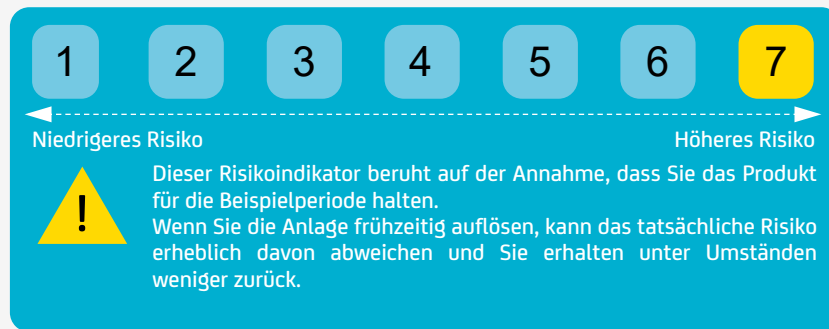 1 2 3 4 5 6 7
Niedrigeres Risiko Höheres Risiko
!
Dieser Risikoindikator beruht auf der Annahme, dass Sie das Produkt
für die Beispielperiode halten.
Wenn Sie die Anlage frühzeitig auflösen, kann das tatsächliche Risiko
erheblich davon abweichen und Sie erhalten unter Umständen
weniger zurück.